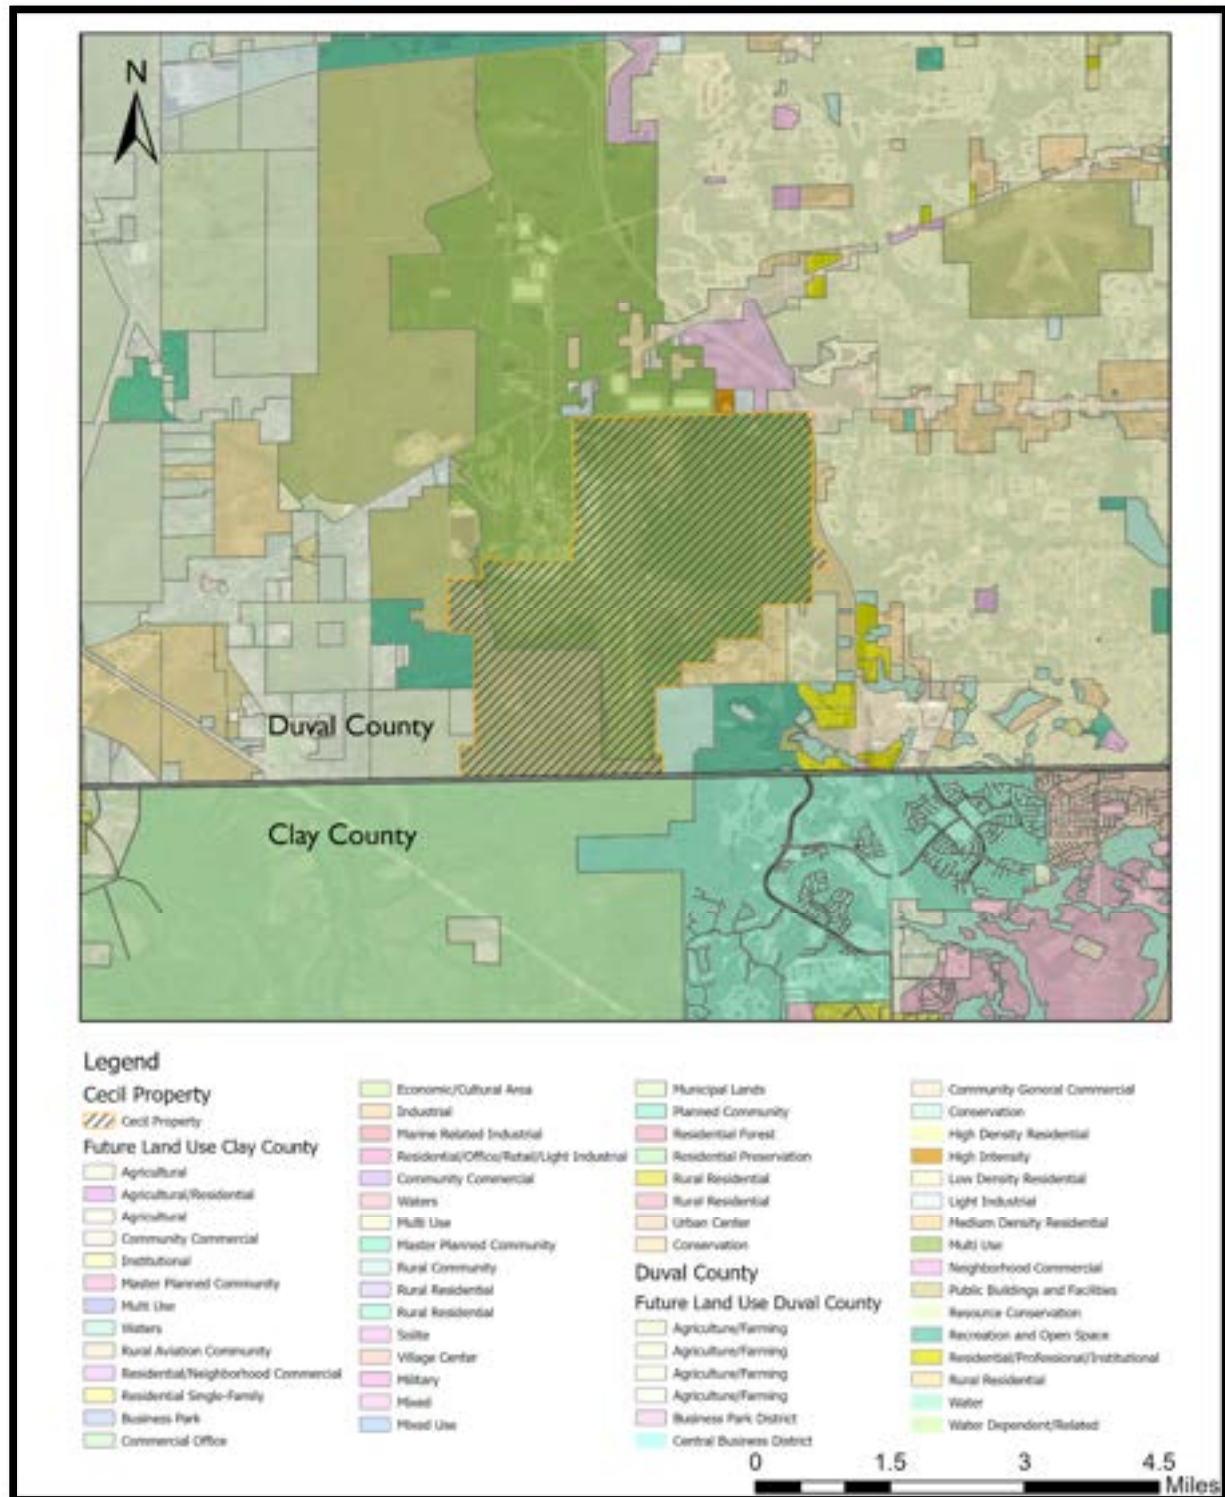 N
Duval County
Clay County
Legend
Cecil Property
Cecil Property
Future Land Use Clay County
Agricultural
Agricultural/Residential
Agricultural
Community Commercial
Institutional
Master Planned Community
Multi Use
Waters
Rural Aviation Community
Residential/Neighborhood Commercial
Residential Single-Family
Business Park
Commercial Office
Economic/Cultural Area
Industrial
Marine Related Industrial
Residential/Office/Retail/Light Industrial
Community Commercial
Waters
Multi Use
Master Planned Community
Rural Community
Rural Residential
Rural Residential
Solite
Village Center
Military
Mixed
Mixed Use
Municipal Lands
Planned Community
Residential Forest
Residential Preservation
Rural Residential
Rural Residential
Urban Center
Conservation
Duval County
Future Land Use Duval County
Agriculture/Farming
Agriculture/Farming
Agriculture/Farming
Agriculture/Farming
Business Park District
Central Business District
Community General Commercial
Conservation
High Density Residential
High Intensity
Low Density Residential
Light Industrial
Medium Density Residential
Multi Use
Neighborhood Commercial
Public Buildings and Facilities
Resource Conservation
Recreation and Open Space
Residential/Professional/Institutional
Rural Residential
Water
Water Dependent/Related
0 1.5 3 4.5
Miles